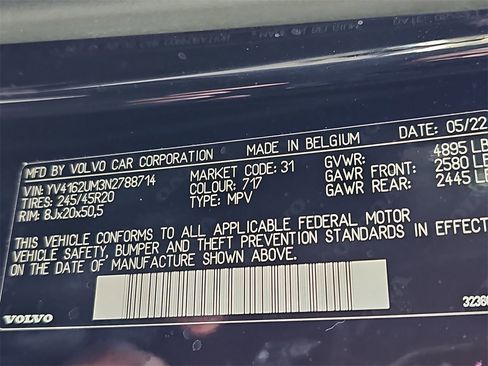 MFD BY VOLVO CAR CORPORATION MADE IN BELGIUM DATE: 05/22
VIN: YV4162UM3N2788714 MARKET CODE: 31 GVWR: 4895 LB
TIRES: 245/45R20 COLOUR: 717 GAWR FRONT: 2580 LB
RIM: 8Jx20x50,5 TYPE: MPV GAWR REAR: 2445 LB
THIS VEHICLE CONFORMS TO ALL APPLICABLE FEDERAL MOTOR
VEHICLE SAFETY, BUMPER AND THEFT PREVENTION STANDARDS IN EFFECT
ON THE DATE OF MANUFACTURE SHOWN ABOVE.
VOLVO 3236